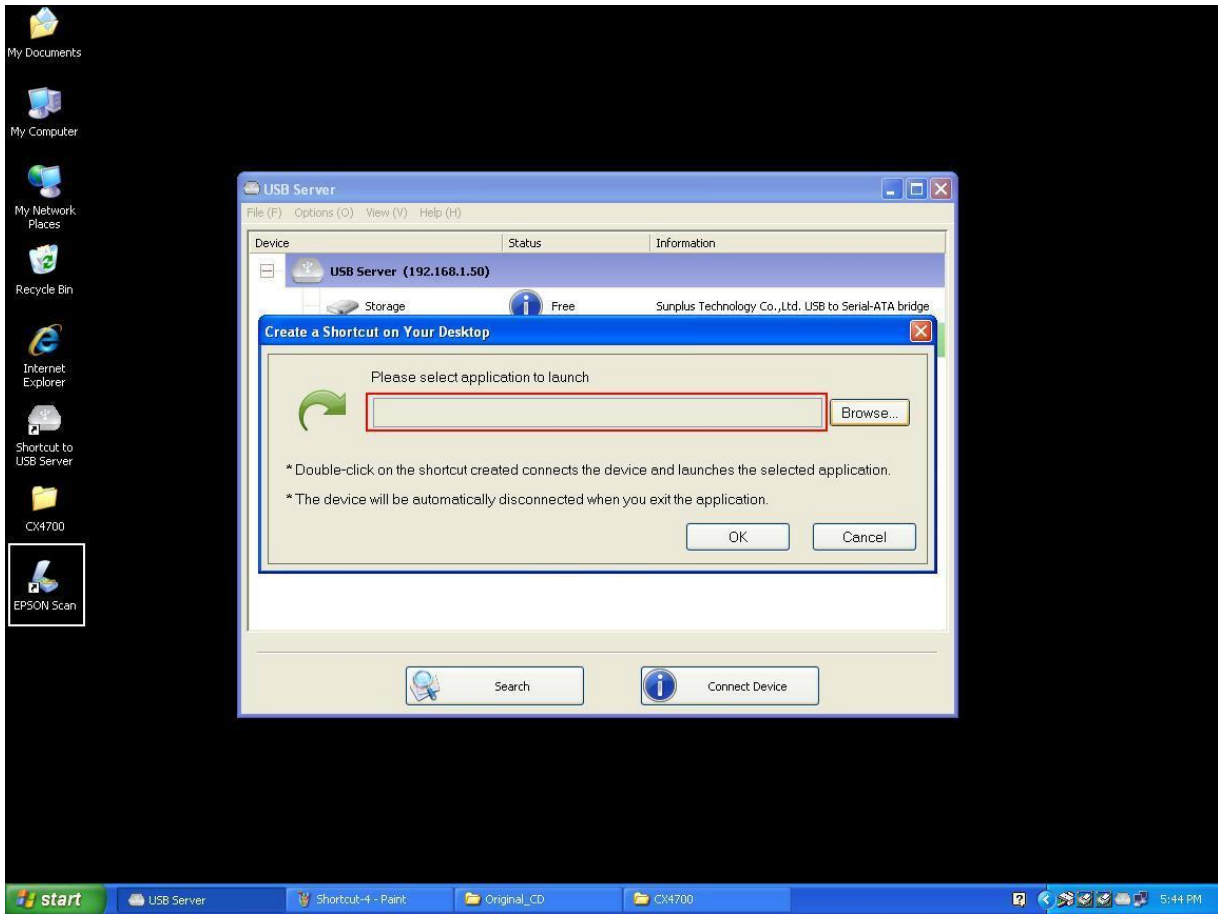 My Documents
My Computer
My Network
Places
Recycle Bin
Internet
Explorer
Shortcut to
USB Server
CX4700
EPSON Scan
USB Server
File (F) Options (O) View (V) Help (H)
Device Status Information
USB Server (192.168.1.50)
Storage Free Sunplus Technology Co.,Ltd. USB to Serial-ATA bridge
Create a Shortcut on Your Desktop
Please select application to launch
Browse...
* Double-click on the shortcut created connects the device and launches the selected application.
* The device will be automatically disconnected when you exit the application.
OK Cancel
Search Connect Device
start USB Server Shortcut-4 - Paint Original_CD CX4700 5:44 PM